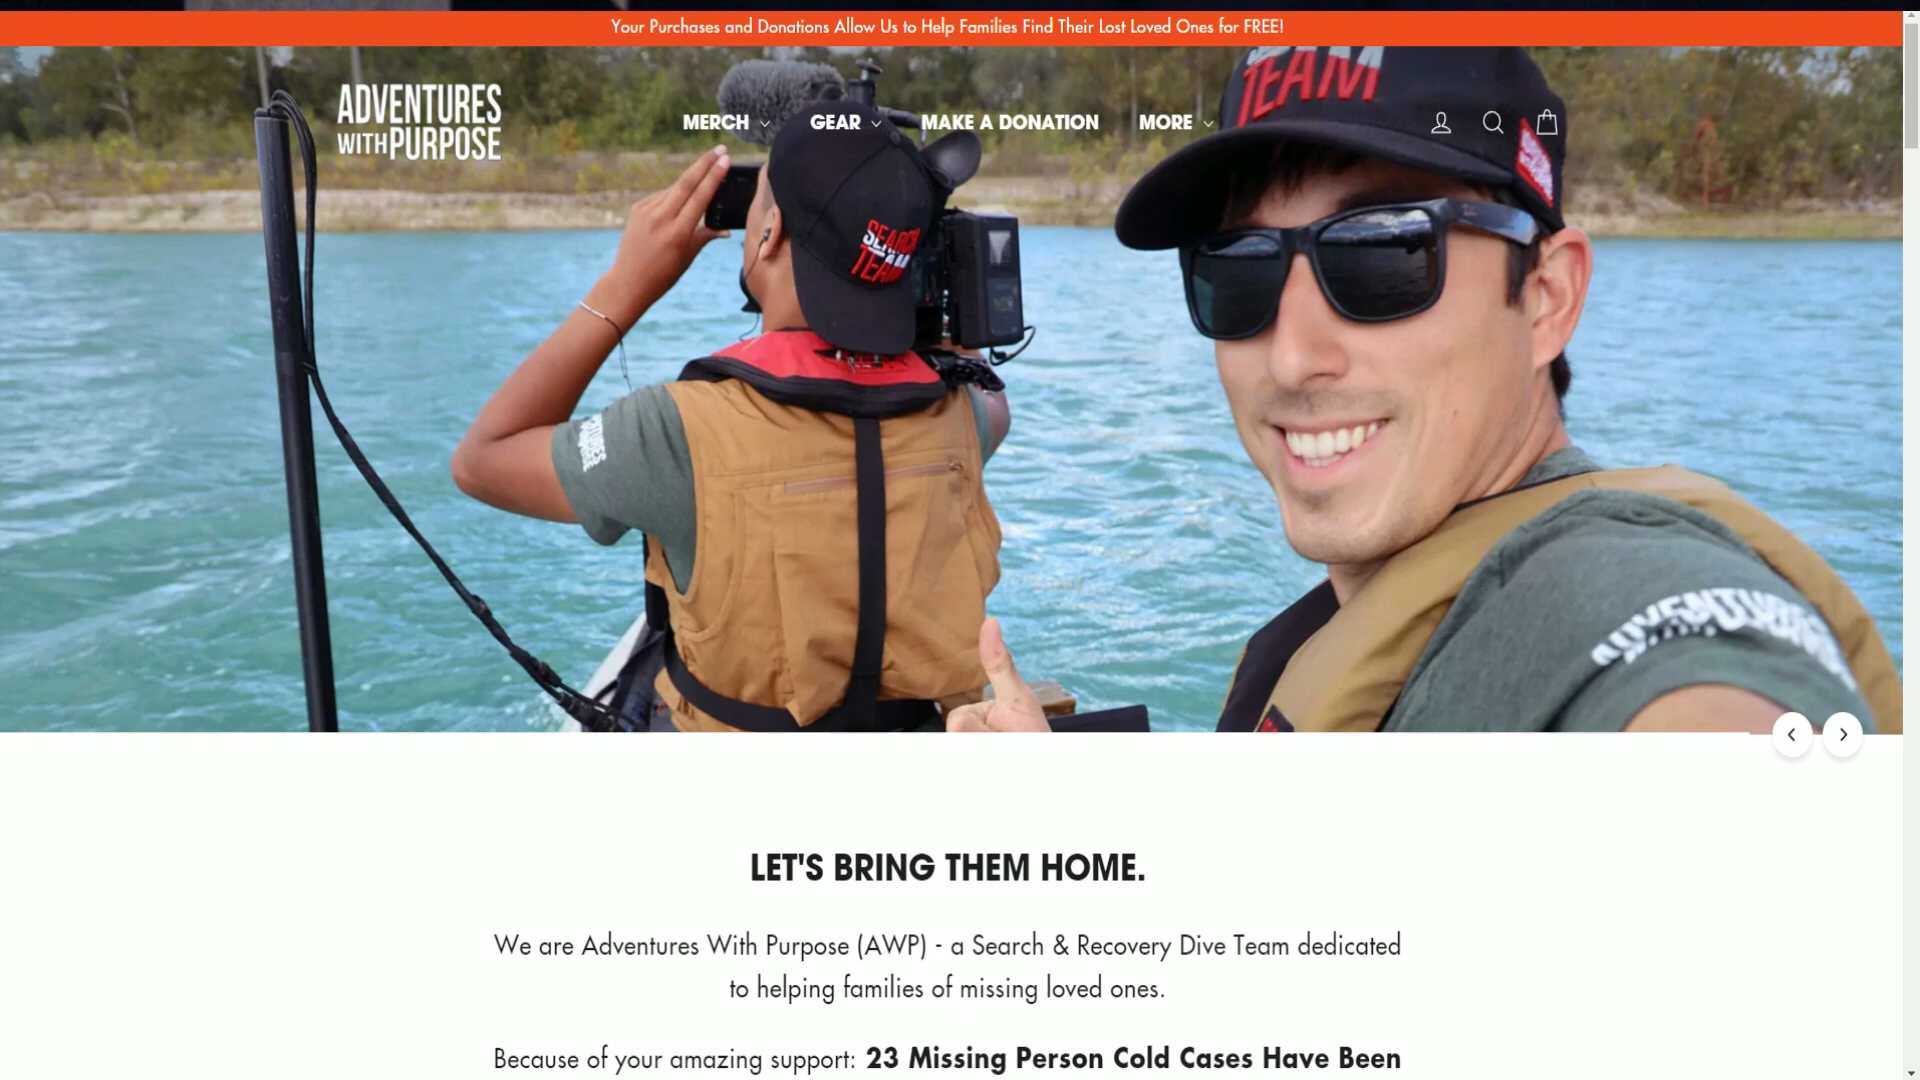 Your Purchases and Donations Allow Us to Help Families Find Their Lost Loved Ones for FREE!
ADVENTURES
WITH PURPOSE
MERCH
GEAR
MAKE A DONATION
MORE
TEAM
SEARCH
TEAM
LET'S BRING THEM HOME.
We are Adventures With Purpose (AWP) - a Search & Recovery Dive Team dedicated
to helping families of missing loved ones.
Because of your amazing support: 23 Missing Person Cold Cases Have Been